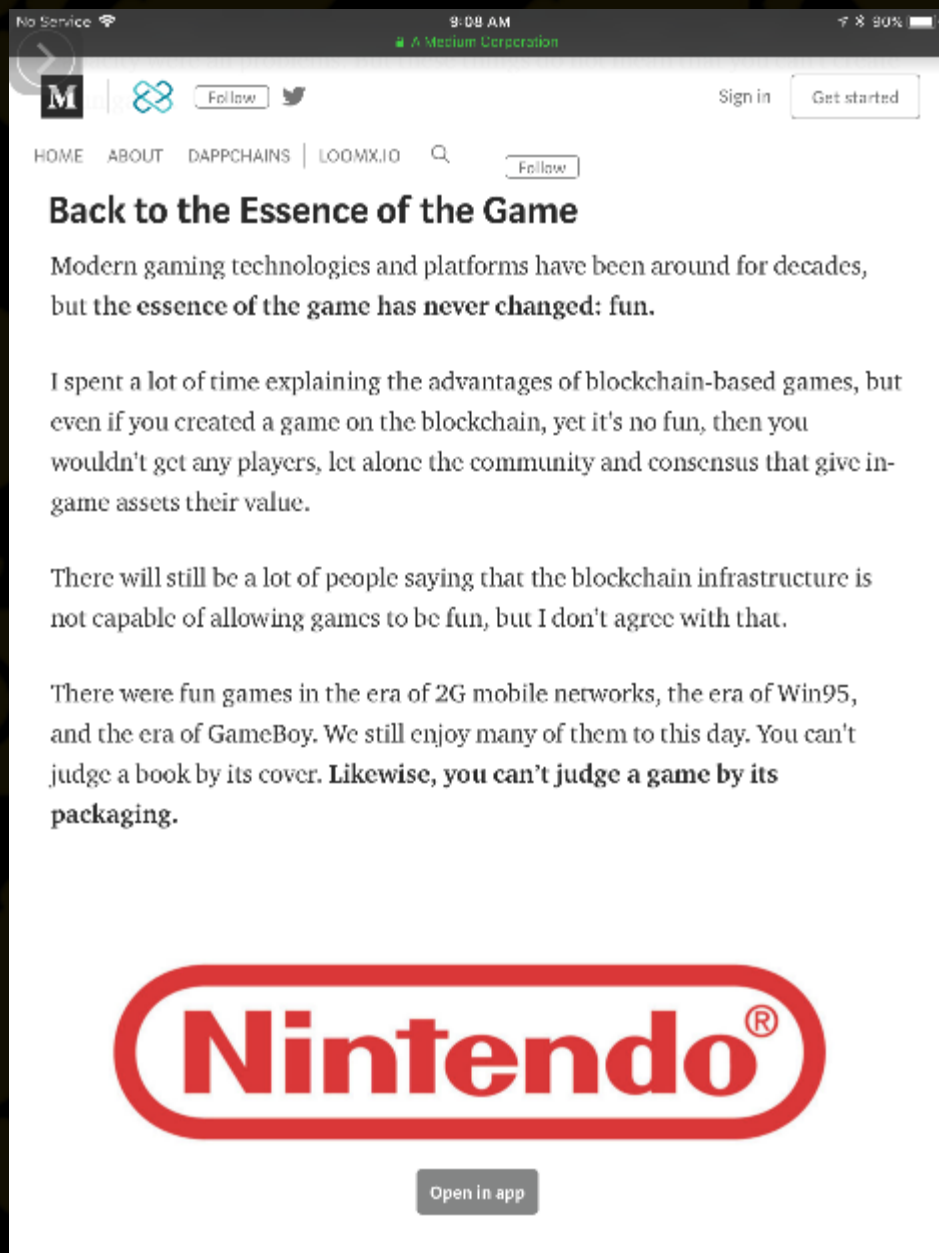 No Service
9:08 AM
90%
A Medium Corporation
M
Follow
Sign in
Get started
HOME
ABOUT
DAPPCHAINS
LOOMX.IO
Follow
Back to the Essence of the Game
Modern gaming technologies and platforms have been around for decades,
but the essence of the game has never changed: fun.
I spent a lot of time explaining the advantages of blockchain-based games, but
even if you created a game on the blockchain, yet it's no fun, then you
wouldn't get any players, let alone the community and consensus that give in-
game assets their value.
There will still be a lot of people saying that the blockchain infrastructure is
not capable of allowing games to be fun, but I don't agree with that.
There were fun games in the era of 2G mobile networks, the era of Win95,
and the era of GameBoy. We still enjoy many of them to this day. You can't
judge a book by its cover. Likewise, you can't judge a game by its
packaging.
Nintendo®
Open in app